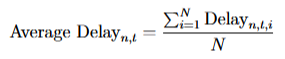 Average Delay_{n,t} = \frac{\sum_{i=1}^{N} Delay_{n,t,i}}{N}